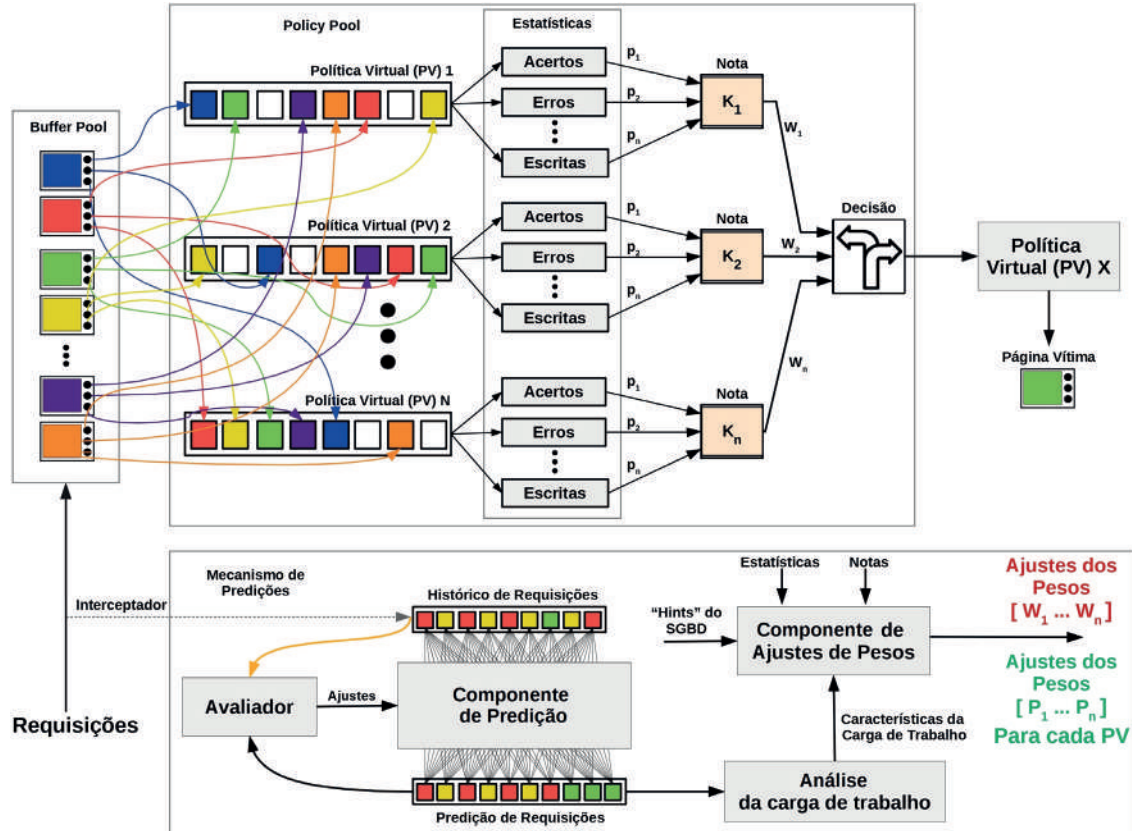 Policy Pool
Estatísticas
Política Virtual (PV) 1
Acertos
Erros
Escritas
p1
p2
pn
Nota
K1
W1
Buffer Pool
Política Virtual (PV) 2
Acertos
Erros
Escritas
p1
p2
pn
Nota
K2
W2
Decisão
Política
Virtual (PV) X
Página Vítima
Política Virtual (PV) N
Acertos
Erros
Escritas
p1
p2
pn
Nota
Kn
Wn
Requisições
Interceptador
Mecanismo de
Predições
Histórico de Requisições
Avaliador
Ajustes
Componente
de Predição
Predição de Requisições
Estatísticas
Notas
“Hints” do
SGBD
Componente de
Ajustes de Pesos
Características da
Carga de Trabalho
Análise
da carga de trabalho
Ajustes dos
Pesos
[ W1 ... Wn ]
Ajustes dos
Pesos
[ P1 ... Pn ]
Para cada PV